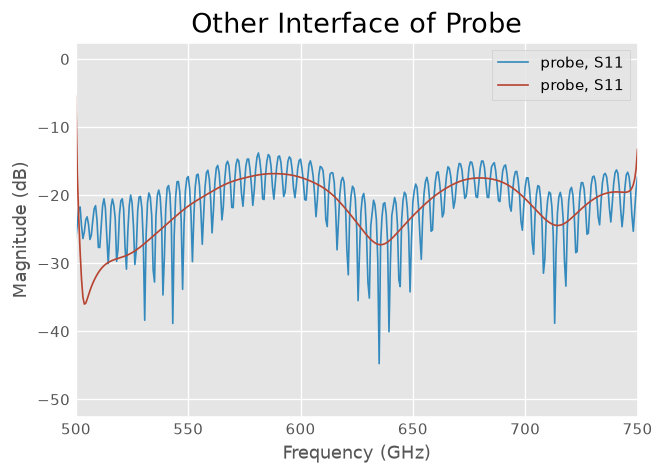 Other Interface of Probe
probe, S11
probe, S11
0
−10
−20
−30
−40
−50
Magnitude (dB)
500
550
600
650
700
750
Frequency (GHz)